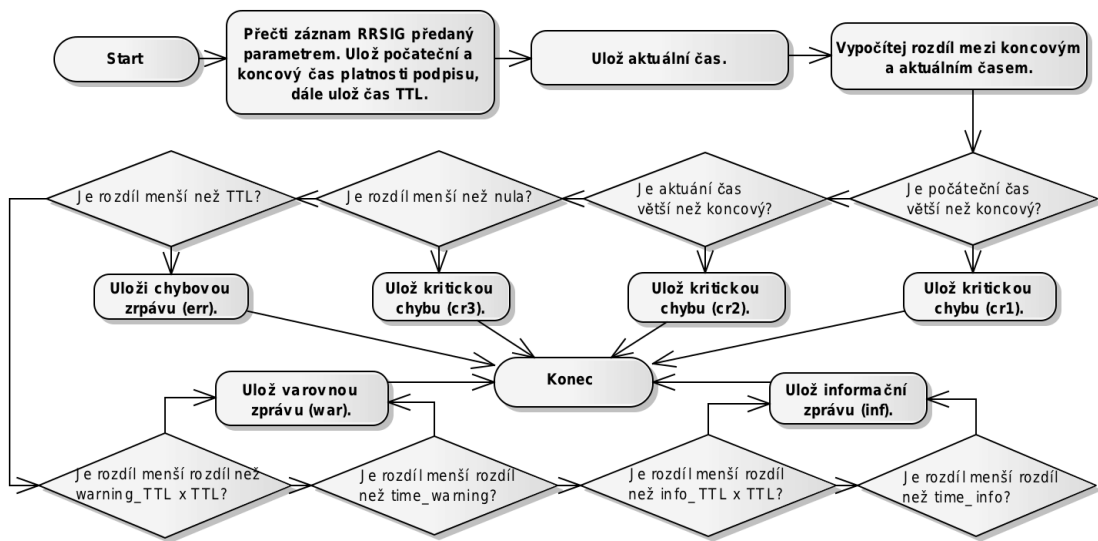 Start
Přečti záznam RRSIG předaný
parametrem. Ulož počateční a
koncový čas platnosti podpisu,
dále ulož čas TTL.
Ulož aktuální čas.
Vypočítej rozdíl mezi koncovým
a aktuálním časem.
Je rozdíl menší než TTL?
Je rozdíl menší než nula?
Je aktuání čas
větší než koncový?
Je počáteční čas
větší než koncový?
Uloži chybovou
zrpávu (err).
Ulož kritickou
chybu (cr3).
Ulož kritickou
chybu (cr2).
Ulož kritickou
chybu (cr1).
Konec
Ulož varovnou
zprávu (war).
Ulož informační
zprávu (inf).
Je rozdíl menší rozdíl než
warning_TTL x TTL?
Je rozdíl menší rozdíl
než time_warning?
Je rozdíl menší rozdíl
než info_TTL x TTL?
Je rozdíl menší rozdíl
než time_info?